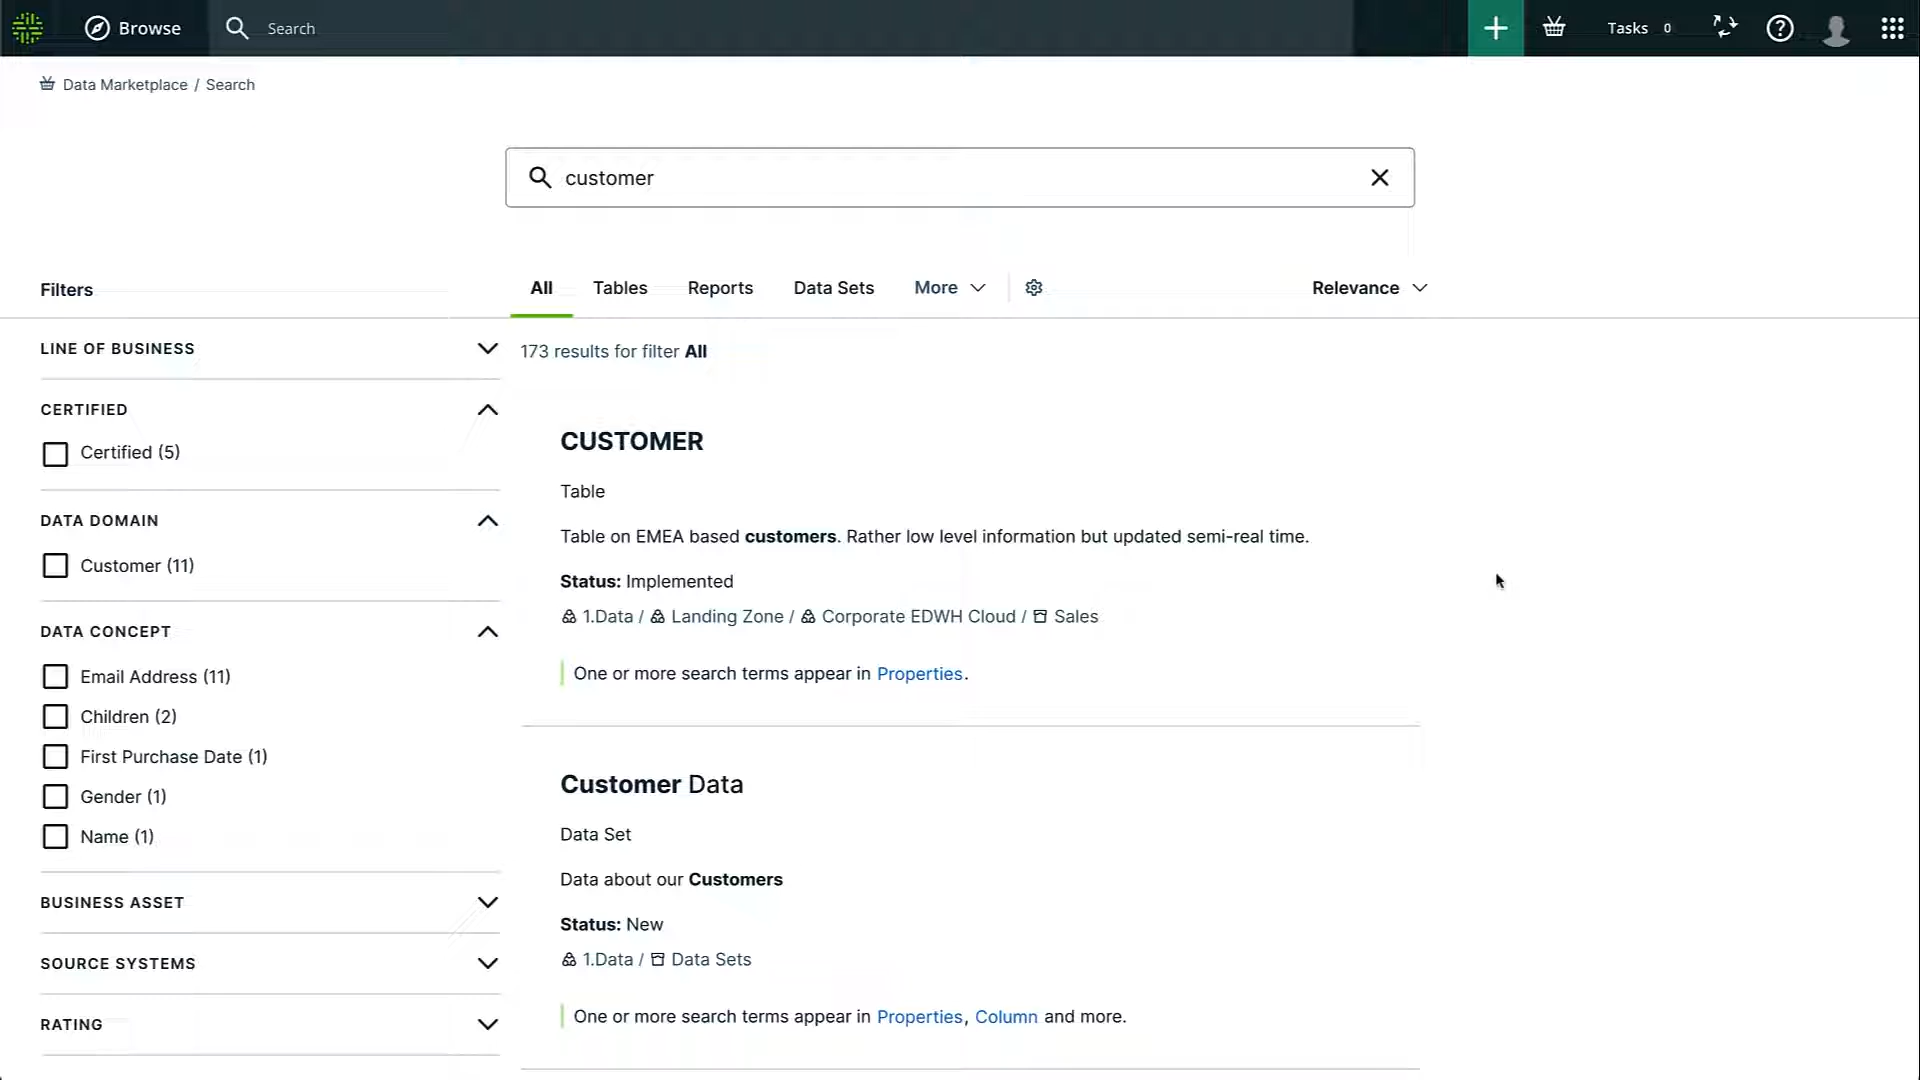 Browse
Search
Tasks 0
Data Marketplace / Search
customer
Filters
All
Tables
Reports
Data Sets
More
Relevance
LINE OF BUSINESS
173 results for filter All
CERTIFIED
Certified (5)
DATA DOMAIN
Customer (11)
DATA CONCEPT
Email Address (11)
Children (2)
First Purchase Date (1)
Gender (1)
Name (1)
BUSINESS ASSET
SOURCE SYSTEMS
RATING
CUSTOMER
Table
Table on EMEA based customers. Rather low level information but updated semi-real time.
Status: Implemented
1.Data / Landing Zone / Corporate EDWH Cloud / Sales
One or more search terms appear in Properties.
Customer Data
Data Set
Data about our Customers
Status: New
1.Data / Data Sets
One or more search terms appear in Properties, Column and more.